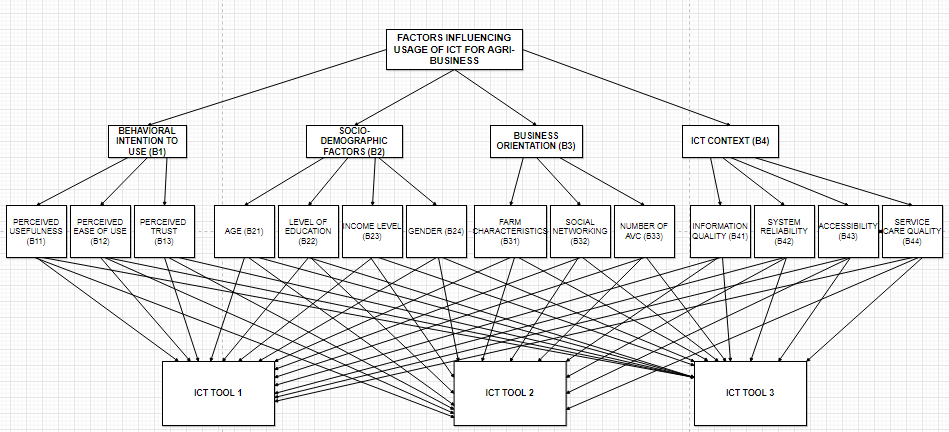 FACTORS INFLUENCING
USAGE OF ICT FOR AGRI-
BUSINESS
BEHAVIORAL
INTENTION TO
USE (B1)
SOCIO-
DEMOGRAPHIC
FACTORS (B2)
BUSINESS
ORIENTATION (B3)
ICT CONTEXT (B4)
PERCEIVED
USEFULNESS
(B11)
PERCEIVED
EASE OF USE
(B12)
PERCEIVED
TRUST
(B13)
AGE (B21)
LEVEL OF
EDUCATION
(B22)
INCOME LEVEL
(B23)
GENDER (B24)
FARM
CHARACTERISTICS
(B31)
SOCIAL
NETWORKING
(B32)
NUMBER OF
AVC (B33)
INFORMATION
QUALITY (B41)
SYSTEM
RELIABILITY
(B42)
ACCESSIBILITY
(B43)
SERVICE
CARE QUALITY
(B44)
ICT TOOL 1
ICT TOOL 2
ICT TOOL 3